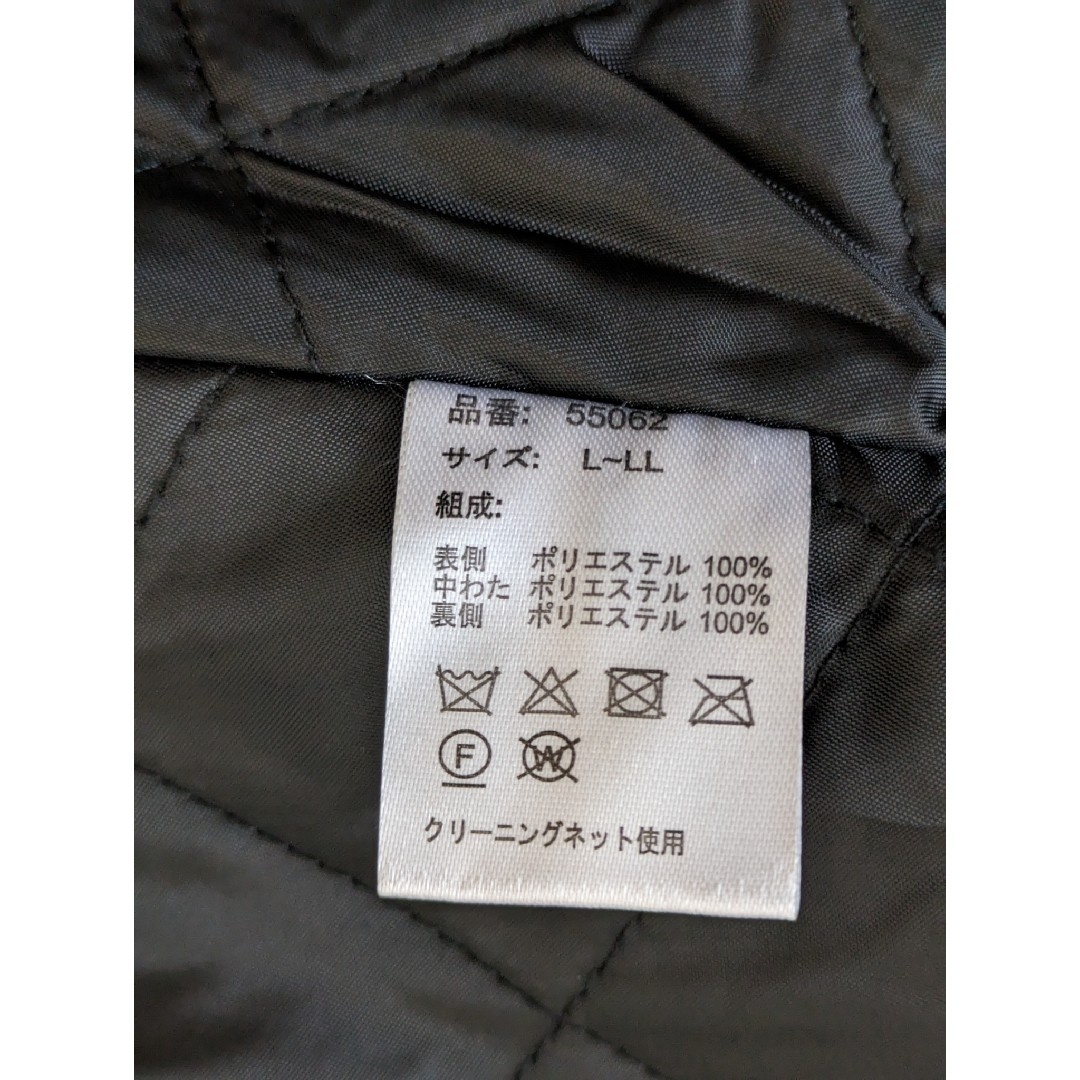 品番: 55062
サイズ: L~LL
組成:
表側 ポリエステル 100%
中わた ポリエステル 100%
裏側 ポリエステル 100%
F W
クリーニングネット使用